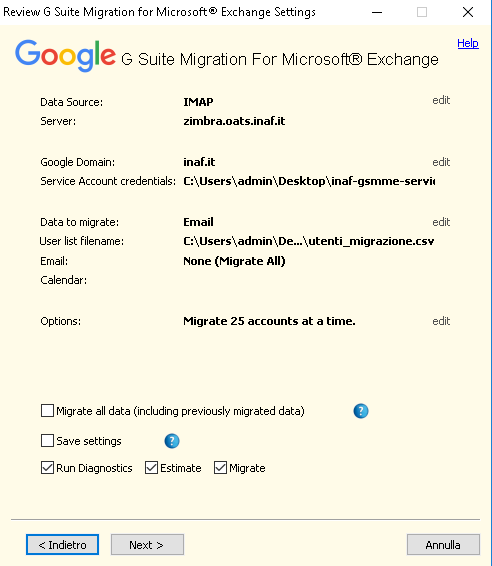 Review G Suite Migration for Microsoft® Exchange Settings
Help
Google G Suite Migration For Microsoft® Exchange
Data Source: IMAP edit
Server: zimbra.oats.inaf.it
Google Domain: inaf.it edit
Service Account credentials: C:\Users\admin\Desktop\inaf-gsmme-servic
Data to migrate: Email edit
User list filename: C:\Users\admin\De...\utenti_migrazione.csv
Email: None (Migrate All)
Calendar:
Options: Migrate 25 accounts at a time. edit
Migrate all data (including previously migrated data) ?
Save settings ?
Run Diagnostics Estimate Migrate
< Indietro Next > Annulla